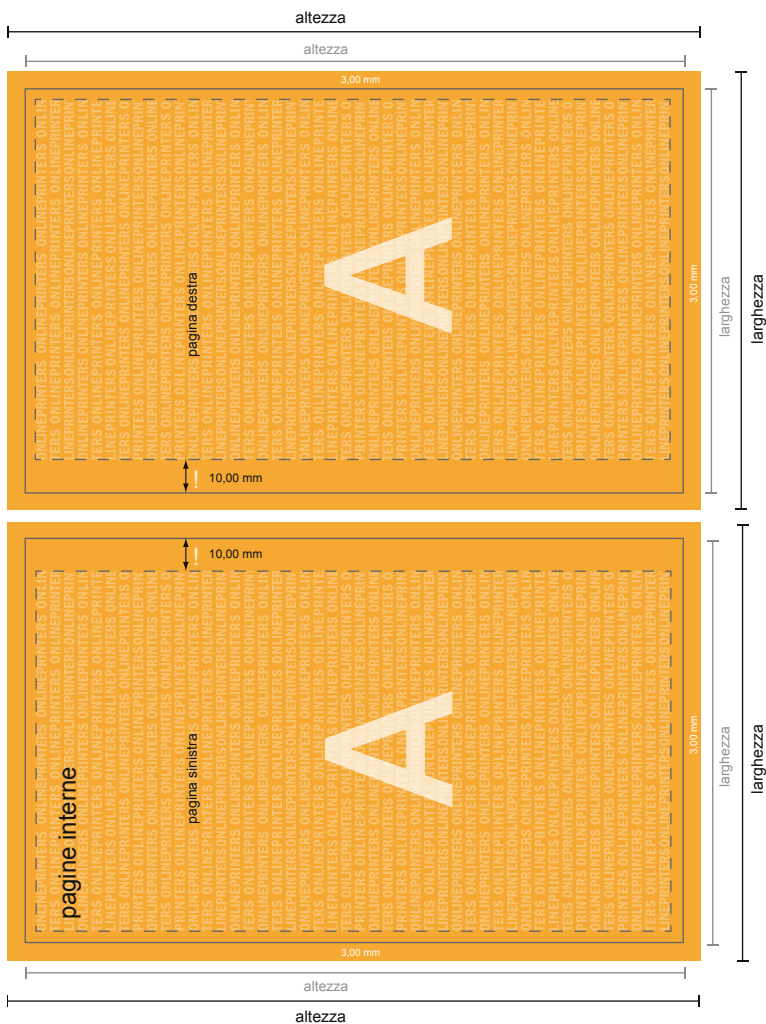 altezza
altezza
3,00 mm
pagina destra
A
3,00 mm
larghezza
larghezza
! 10,00 mm
! 10,00 mm
pagine interne
pagina sinistra
A
3,00 mm
larghezza
larghezza
3,00 mm
altezza
altezza